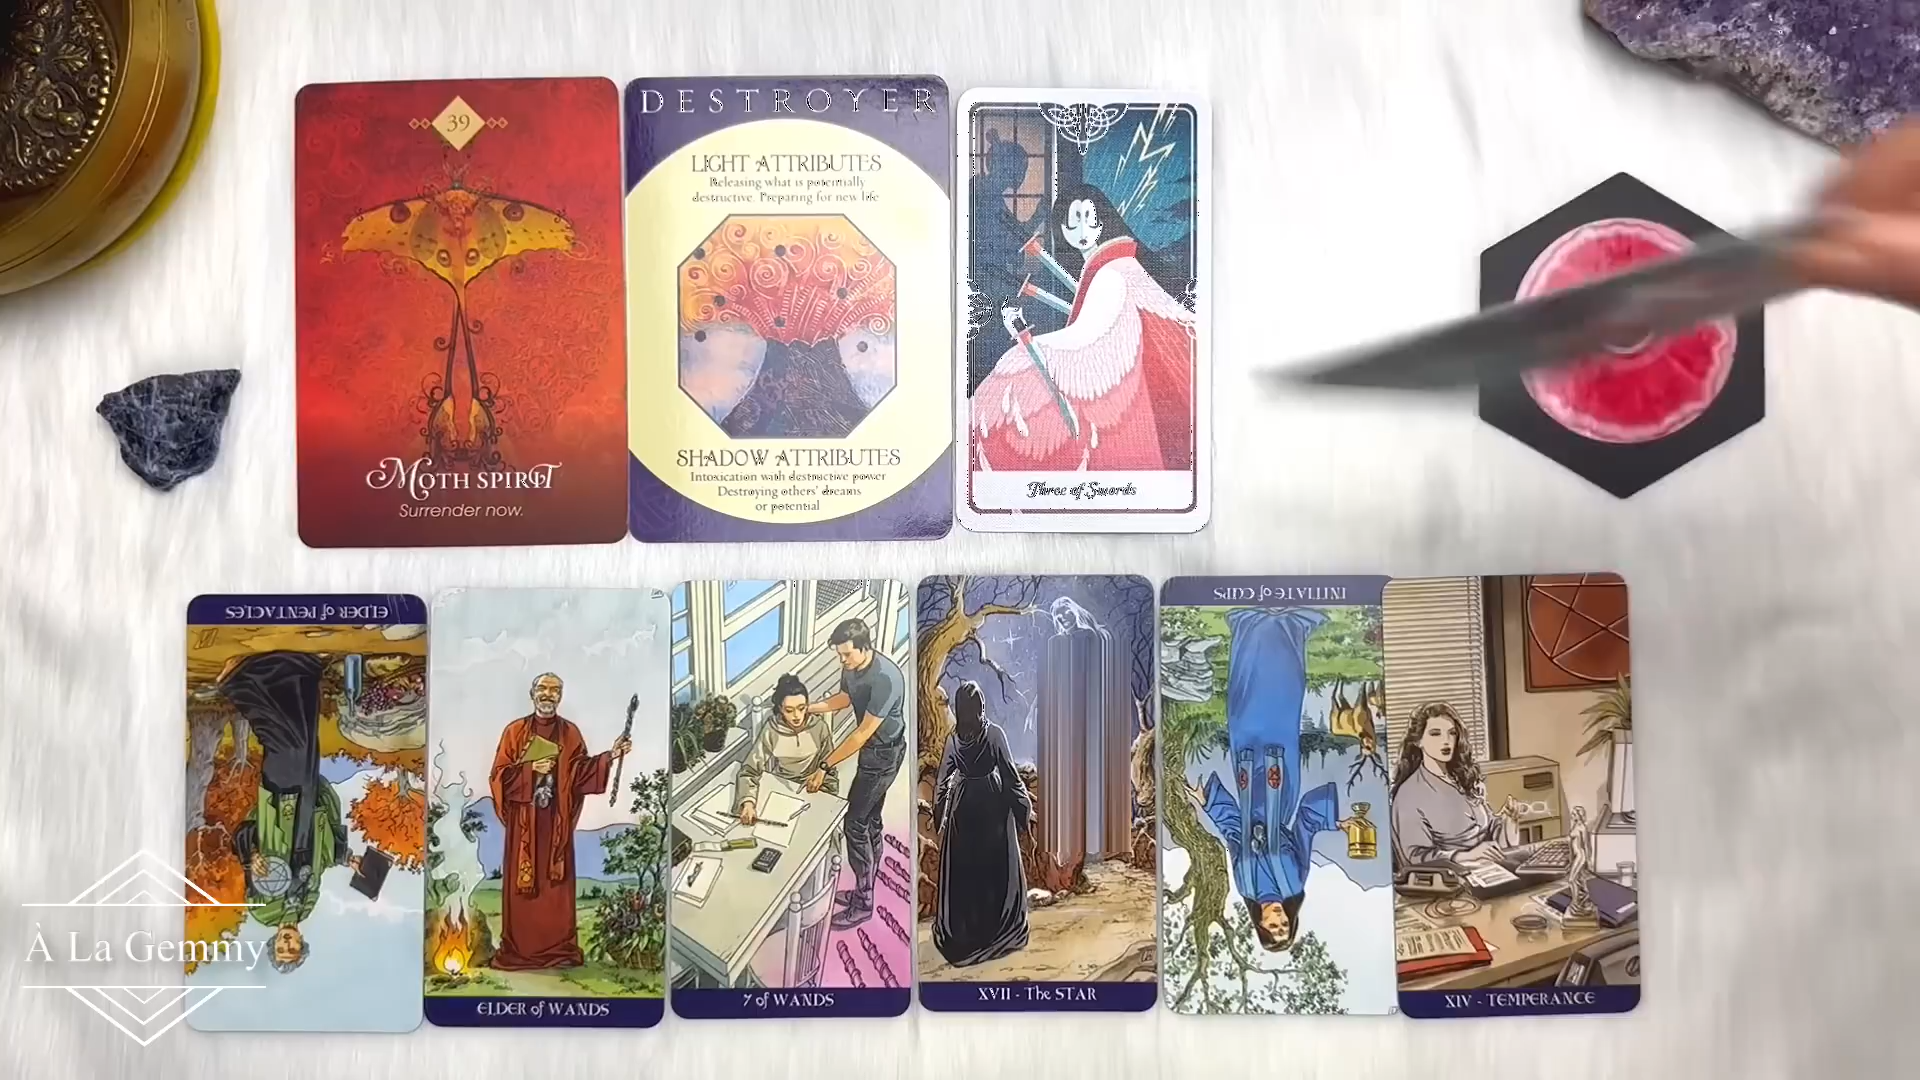 39
MOTH SPIRIT
Surrender now.
DESTROYER
LIGHT ATTRIBUTES
Releasing what is potentially
destructive. Preparing for new life
SHADOW ATTRIBUTES
Intoxication with destructive power
Destroying others' dreams
or potential
Three of Swords
ELDER of PENTACLES
ELDER of WANDS
7 of WANDS
XVII - The STAR
INITIATE of CUPS
XIV - TEMPERANCE
À La Gemmy